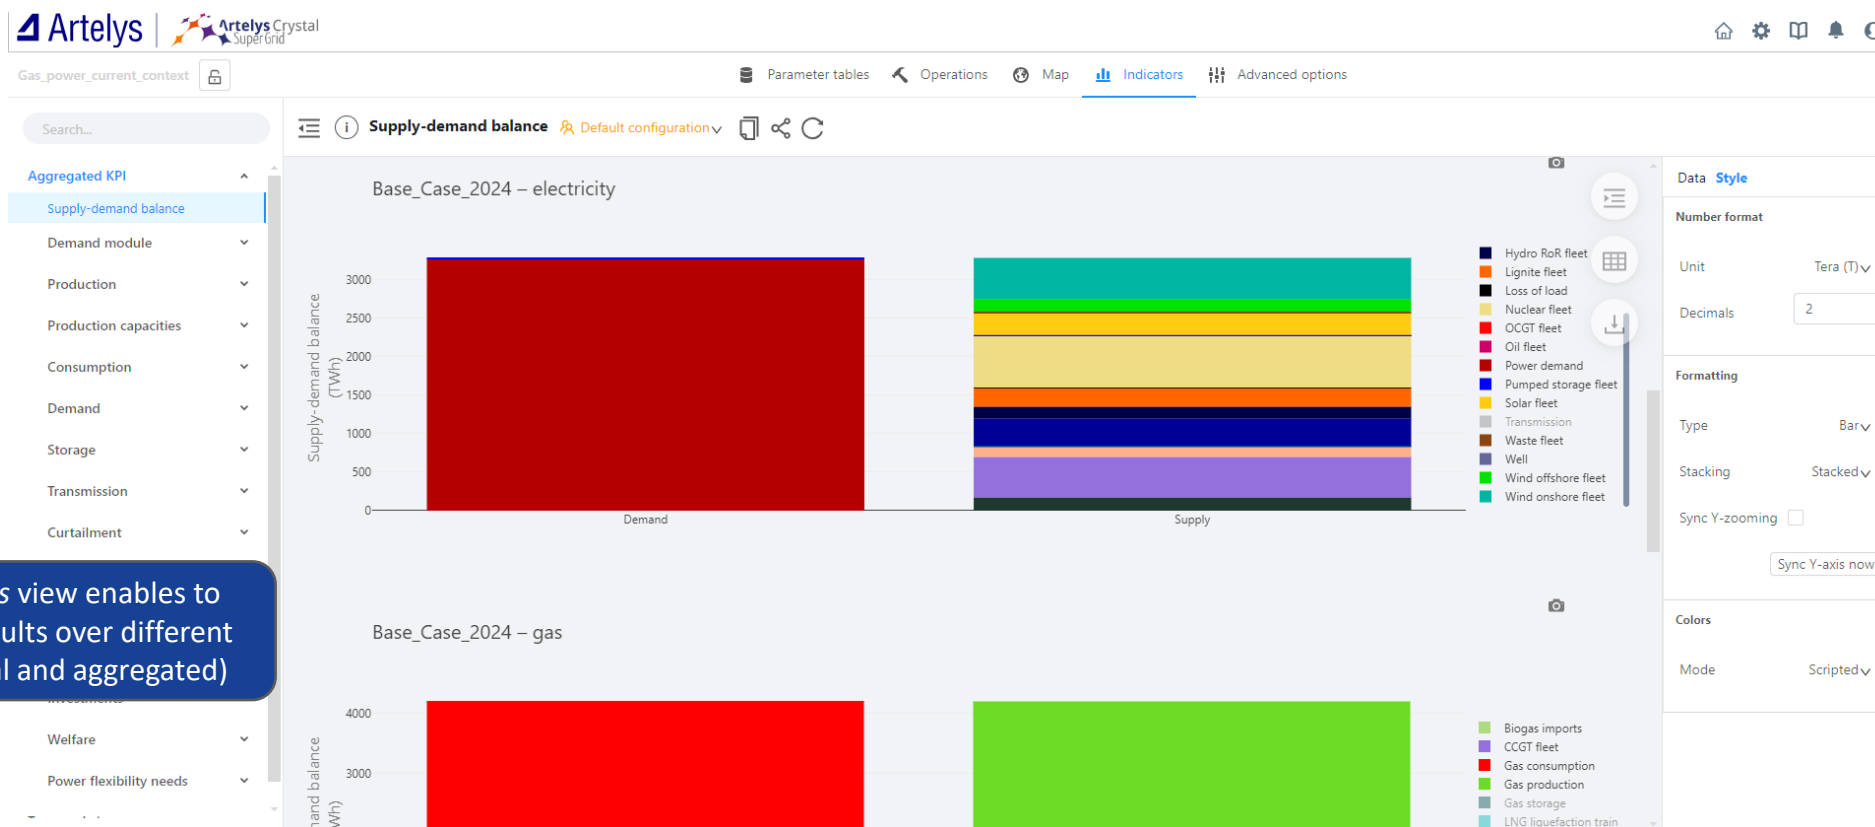 Artelys
Artelys Crystal
Super Grid
Gas_power_current_context
Parameter tables
Operations
Map
Indicators
Advanced options
Search...
Supply-demand balance
Default configuration
Aggregated KPI
Supply-demand balance
Demand module
Production
Production capacities
Consumption
Demand
Storage
Transmission
Curtailment
s view enables to
ults over different
l and aggregated)
Investments
Welfare
Power flexibility needs
Base_Case_2024 – electricity
Supply-demand balance
(TWh)
3000
2500
2000
1500
1000
500
0
Demand
Supply
Hydro RoR fleet
Lignite fleet
Loss of load
Nuclear fleet
OCGT fleet
Oil fleet
Power demand
Pumped storage fleet
Solar fleet
Transmission
Waste fleet
Well
Wind offshore fleet
Wind onshore fleet
Base_Case_2024 – gas
4000
3000
mand balance
Wh)
Biogas imports
CCGT fleet
Gas consumption
Gas production
Gas storage
LNG liquefaction train
Data Style
Number format
Unit Tera (T)
Decimals 2
Formatting
Type Bar
Stacking Stacked
Sync Y-zooming
Sync Y-axis now
Colors
Mode Scripted